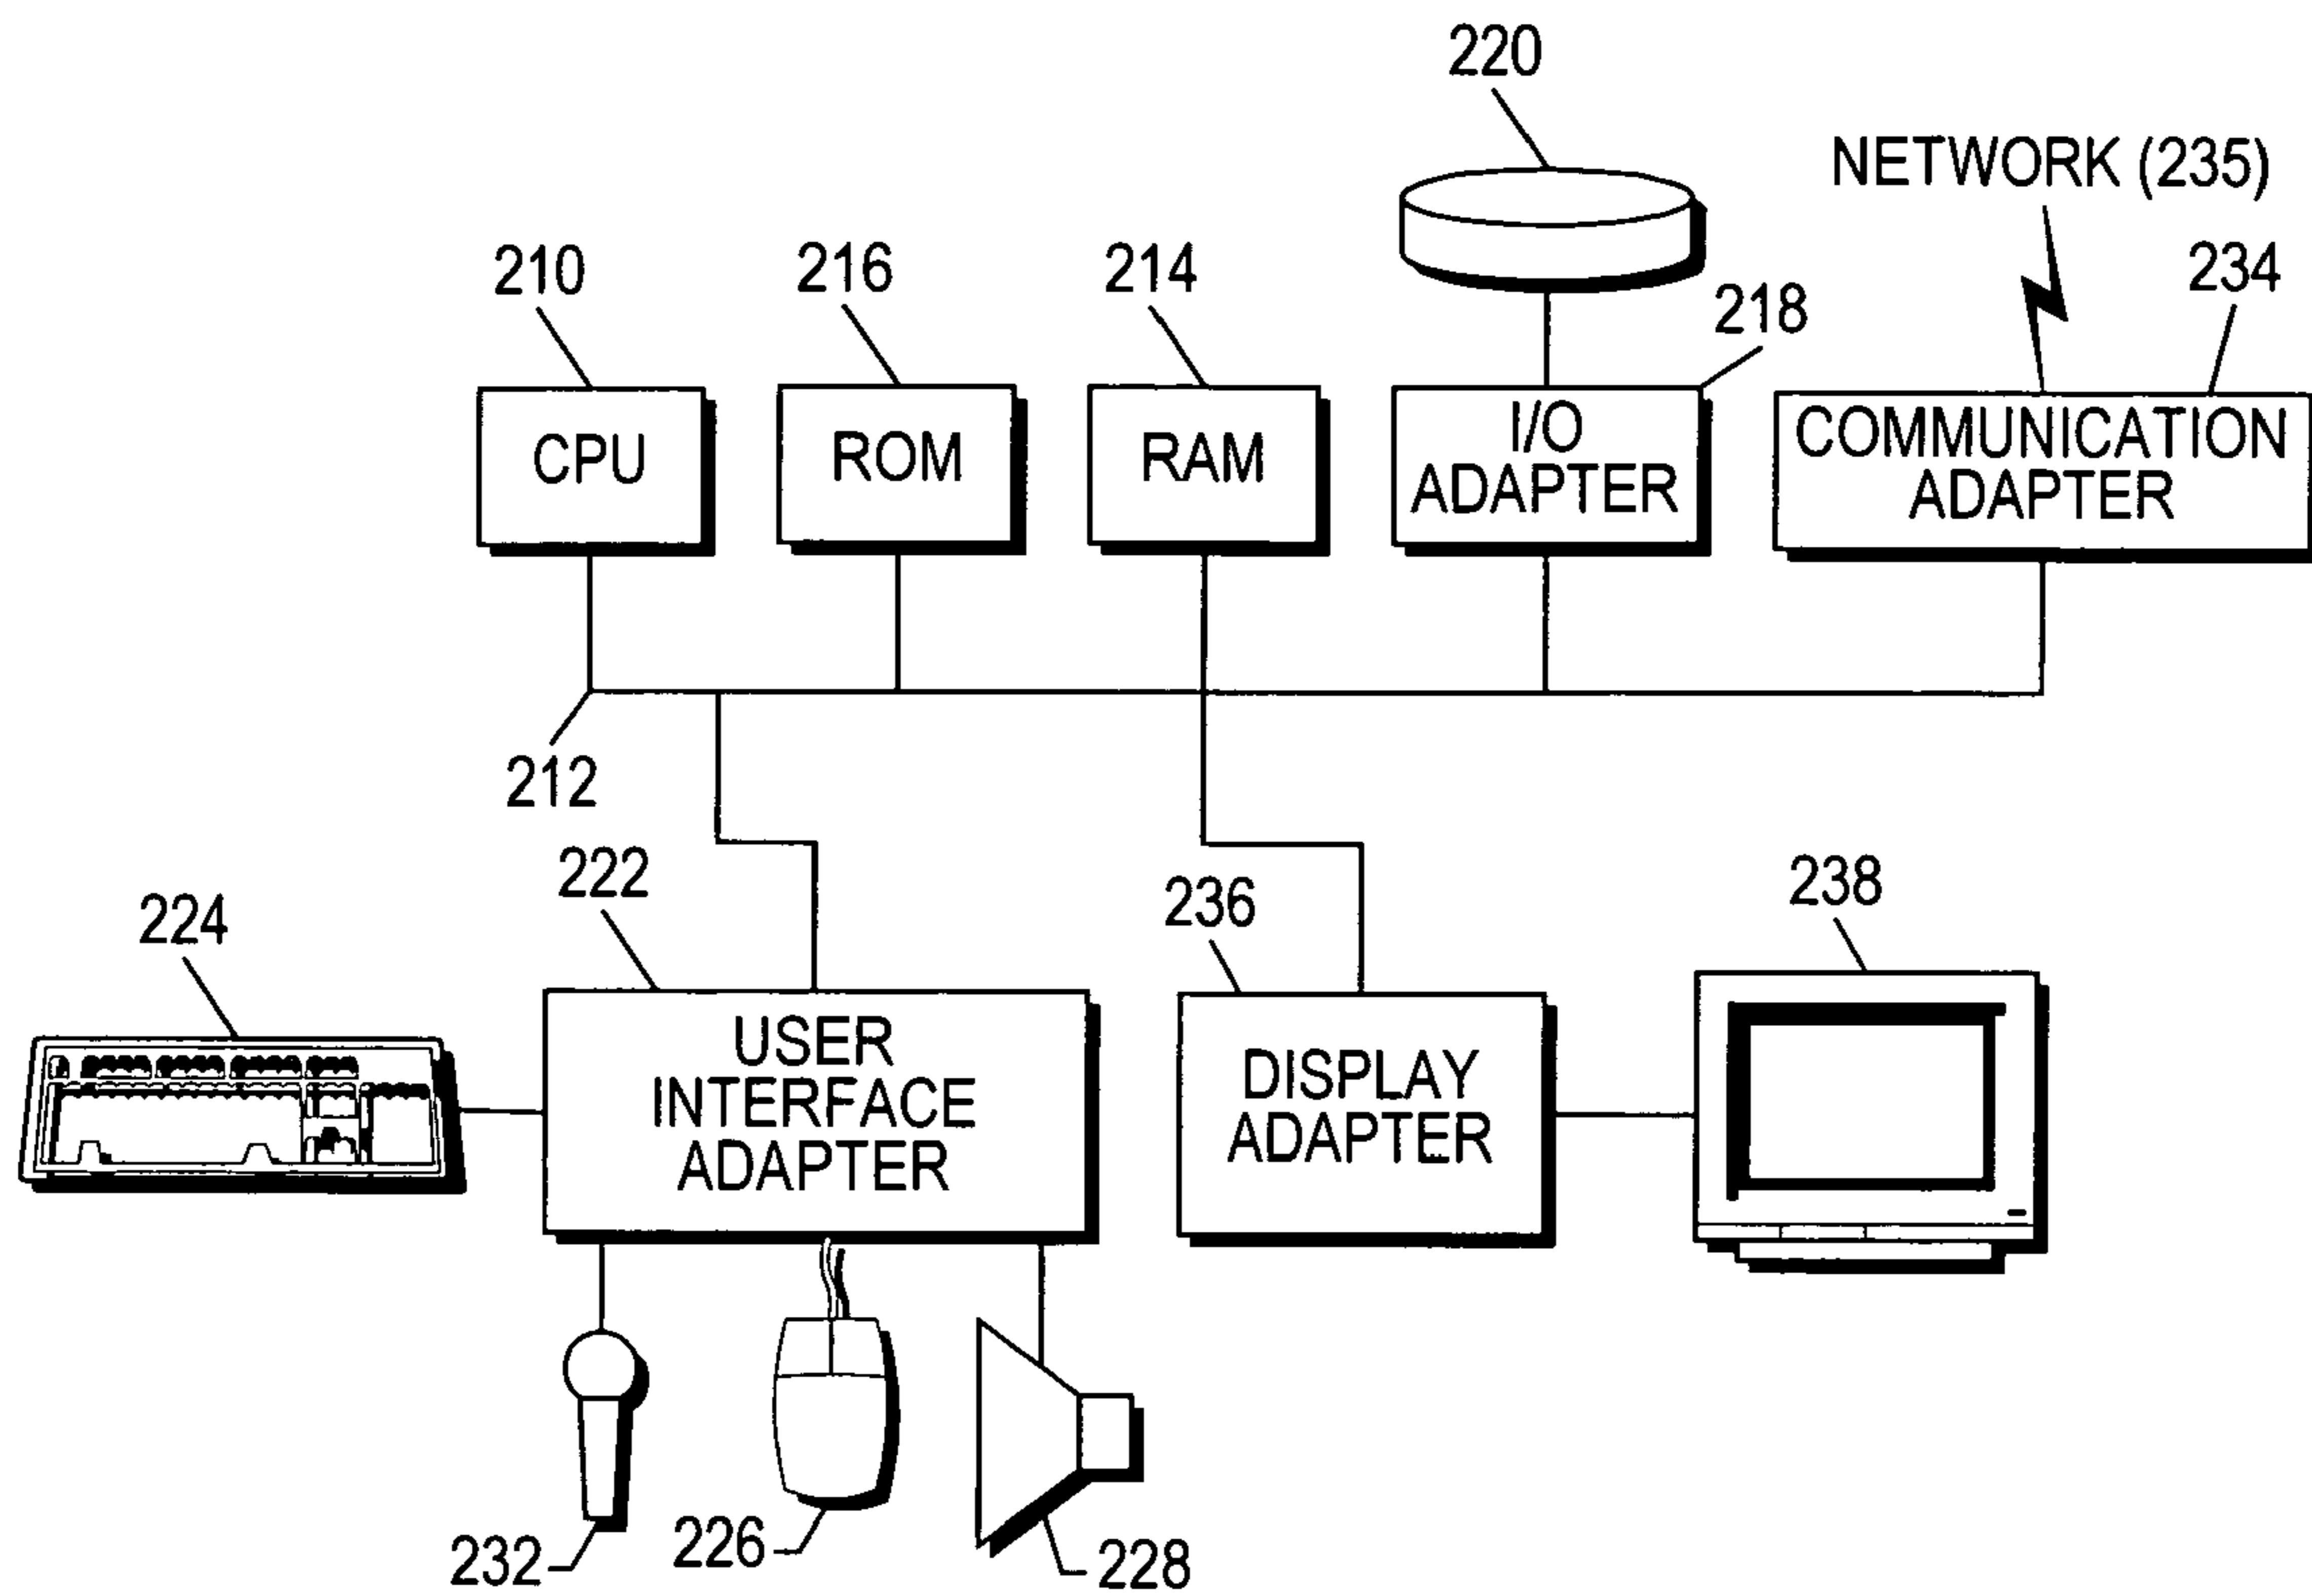 220
NETWORK (235)
210
216
214
218
234
CPU
ROM
RAM
I/O
ADAPTER
COMMUNICATION
ADAPTER
212
222
236
238
224
USER
INTERFACE
ADAPTER
DISPLAY
ADAPTER
232
226
228